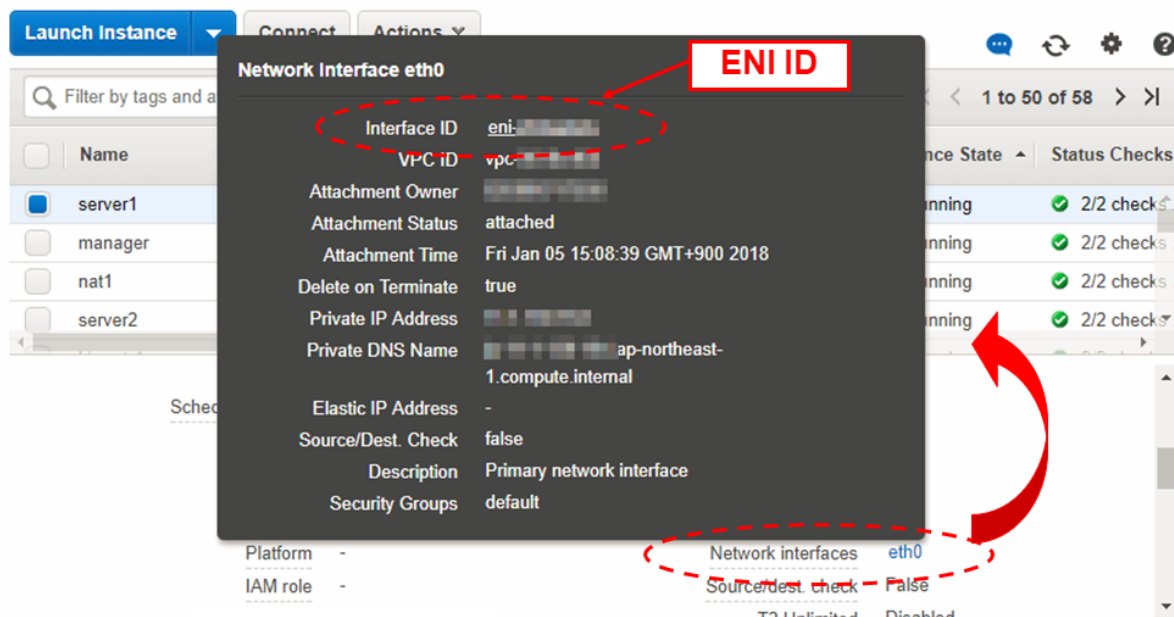 Launch Instance Connect Actions
Network Interface eth0
ENI ID
Filter by tags and a
1 to 50 of 58
Interface ID eni-
Name
nce State Status Checks
VPC ID vpc-
Attachment Owner
server1
unning 2/2 checks
Attachment Status attached
manager
unning 2/2 checks
Attachment Time Fri Jan 05 15:08:39 GMT+900 2018
nat1
unning 2/2 checks
Delete on Terminate true
server2
unning 2/2 checks
Private IP Address
Private DNS Name ap-northeast-
1.compute.internal
Sched
Elastic IP Address -
Source/Dest. Check false
Description Primary network interface
Security Groups default
Platform -
Network interfaces eth0
IAM role -
Source/dest. check False
T2 Unlimited Disabled